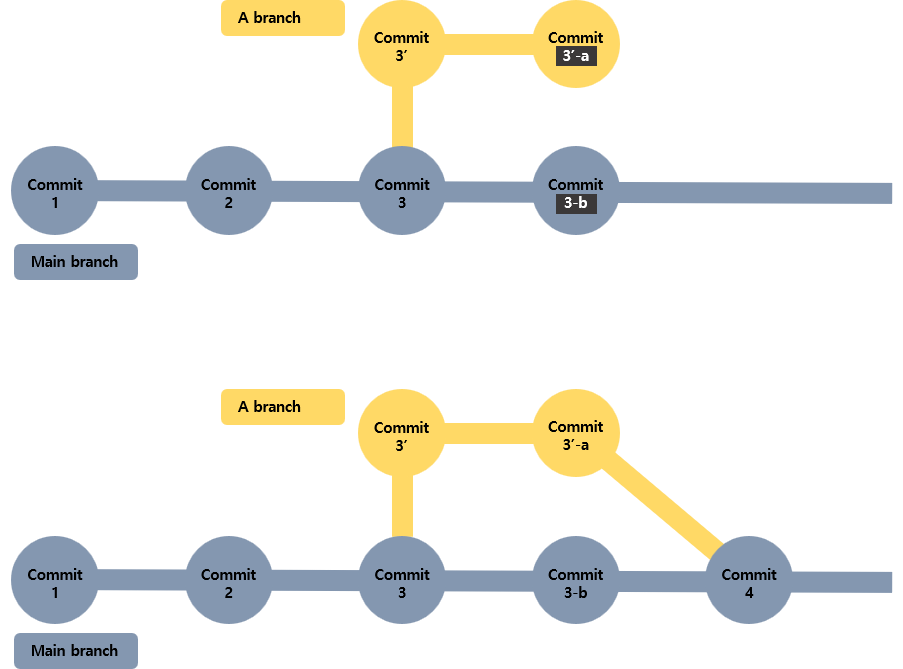 A branch
Commit
3′
Commit
3′-a
Commit
1
Commit
2
Commit
3
Commit
3-b
Main branch
A branch
Commit
3′
Commit
3′-a
Commit
1
Commit
2
Commit
3
Commit
3-b
Commit
4
Main branch